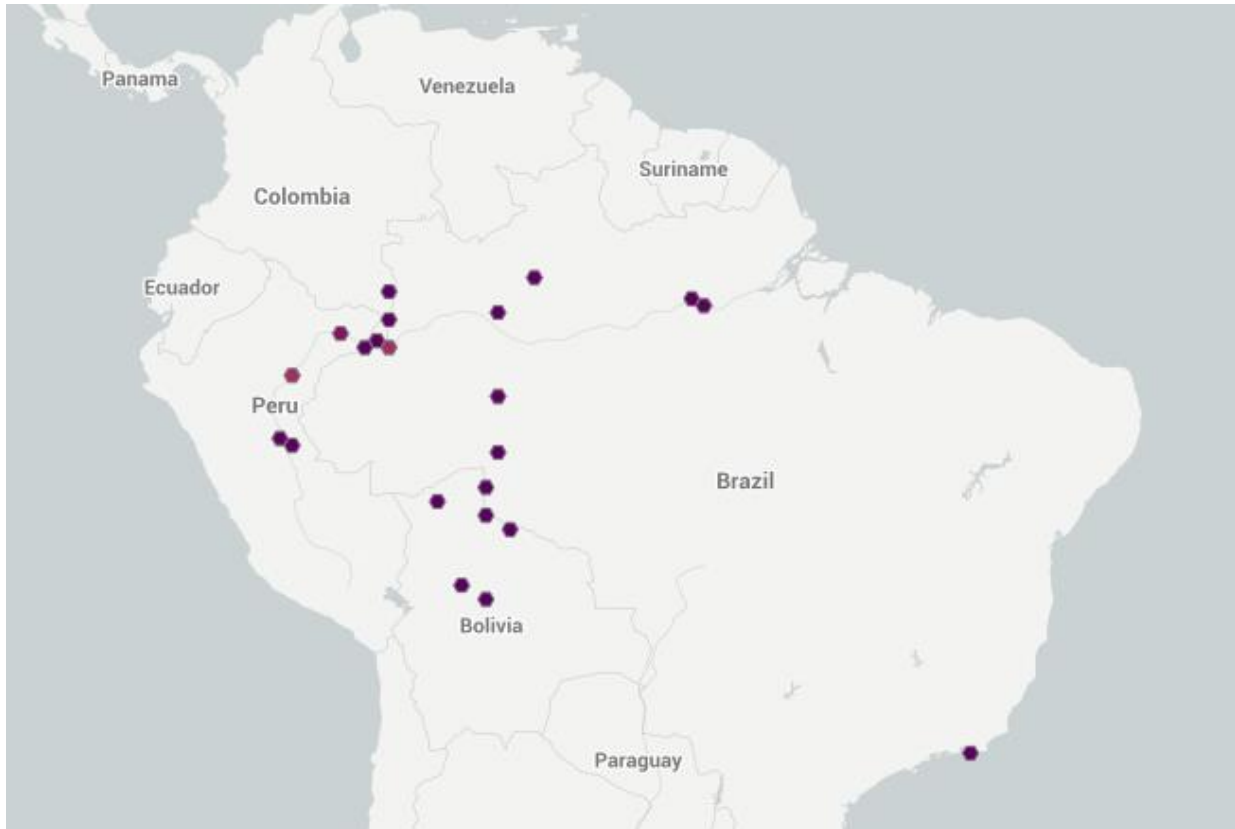 Panama
Venezuela
Suriname
Colombia
Ecuador
Peru
Brazil
Bolivia
Paraguay